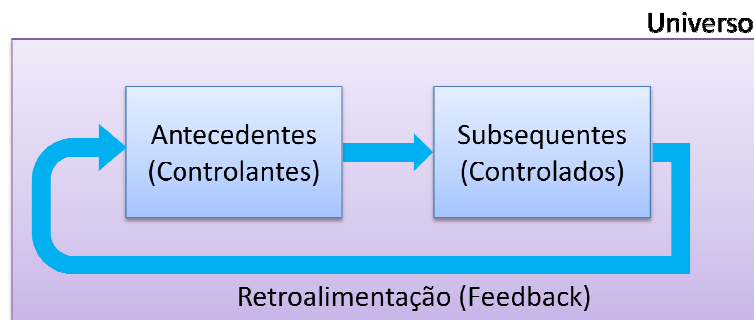 Universo
Antecedentes
(Controlantes)
Subsequentes
(Controlados)
Retroalimentação (Feedback)